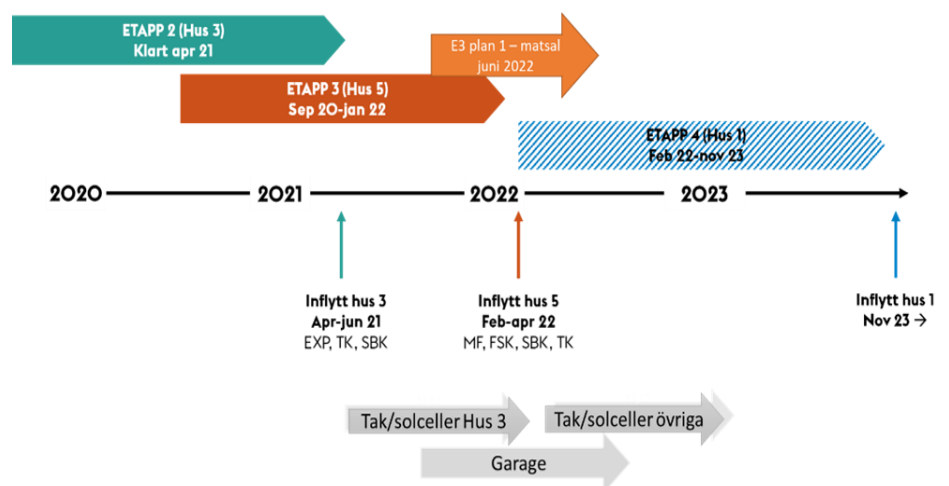 ETAPP 2 (Hus 3)
Klart apr 21
E3 plan 1 – matsal
juni 2022
ETAPP 3 (Hus 5)
Sep 20-jan 22
ETAPP 4 (Hus 1)
Feb 22-nov 23
2020
2021
2022
2023
Inflytt hus 3
Apr-jun 21
EXP, TK, SBK
Inflytt hus 5
Feb-apr 22
MF, FSK, SBK, TK
Inflytt hus 1
Nov 23 →
Tak/solceller Hus 3
Tak/solceller övriga
Garage